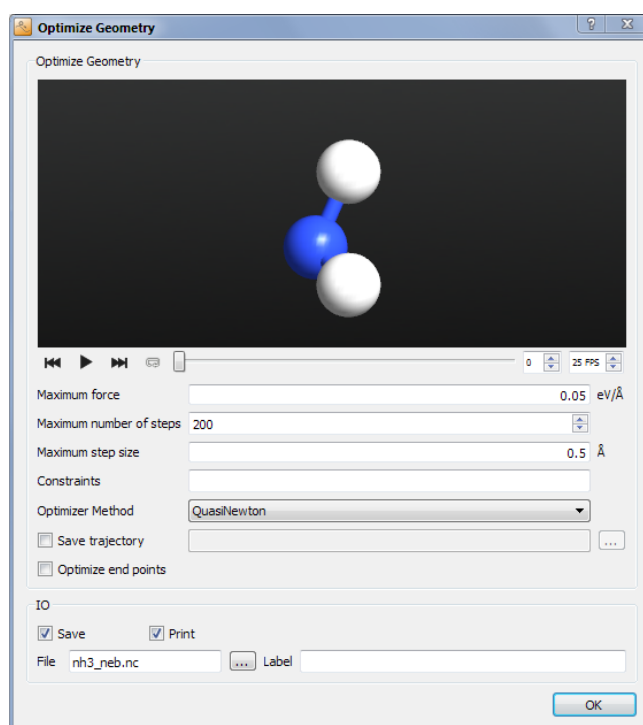 Optimize Geometry
Optimize Geometry
0 25 FPS
Maximum force 0.05 eV/Å
Maximum number of steps 200
Maximum step size 0.5 Å
Constraints
Optimizer Method QuasiNewton
Save trajectory ...
Optimize end points
IO
Save Print
File nh3_neb.nc ... Label
OK